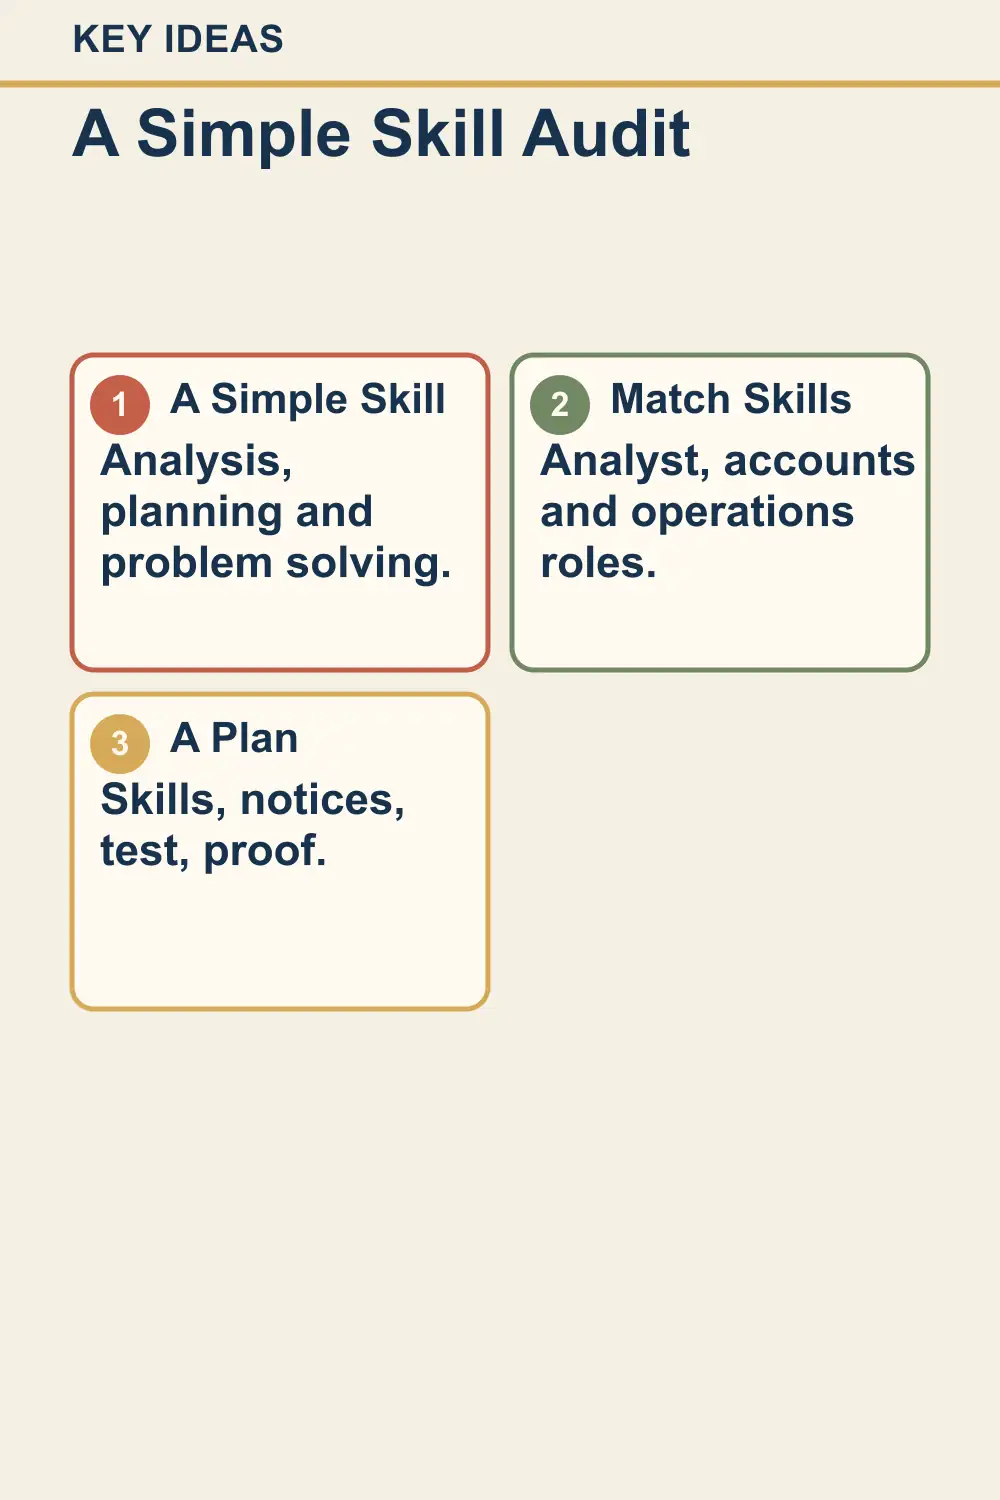 KEY IDEAS
A Simple Skill Audit
1 A Simple Skill
Analysis,
planning and
problem solving.
2 Match Skills
Analyst, accounts
and operations
roles.
3 A Plan
Skills, notices,
test, proof.